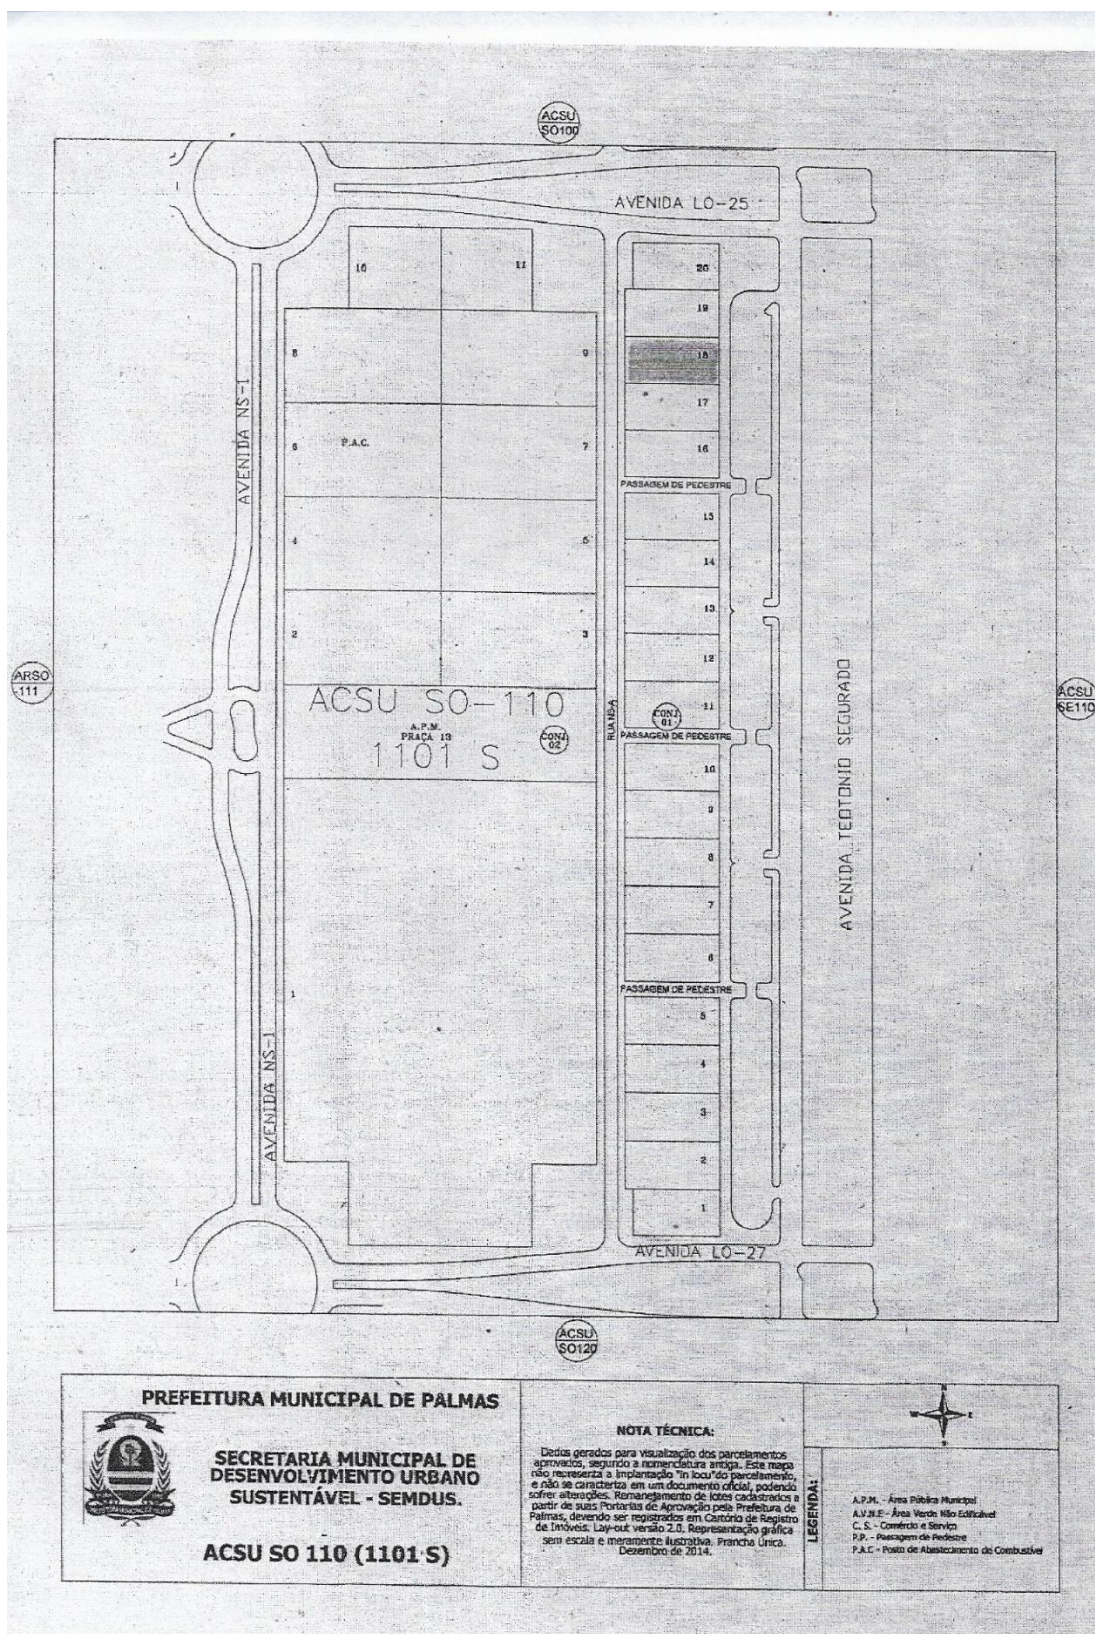 ACSU
SO100
AVENIDA LO-25
10
11
20
19
8
9
18
17
AVENIDA NS-1
6
P.A.C.
7
16
PASSAGEM DE PEDESTRE
15
4
5
14
13
2
3
12
ARSO
-111
ACSU
SE110
ACSU SO-110
A.P.M.
PRAÇA 13
1101 S
CONJ.
02
RUA NS-A
CONJ.
01
11
PASSAGEM DE PEDESTRE
AVENIDA TEOTONIO SEGURADO
10
9
8
7
6
PASSAGEM DE PEDESTRE
1
5
4
AVENIDA NS-1
3
2
1
AVENIDA LO-27
ACSU
SO120
PREFEITURA MUNICIPAL DE PALMAS
SECRETARIA MUNICIPAL DE
DESENVOLVIMENTO URBANO
SUSTENTÁVEL - SEMDUS.
ACSU SO 110 (1101 S)
NOTA TÉCNICA:
Dados gerados para visualização dos parcelamentos
aprovados, segundo a nomenclatura antiga. Este mapa
não representa a implantação "in locu"do parcelamento,
e não se caracteriza em um documento oficial, podendo
sofrer alterações. Remanejamento de lotes cadastrados a
partir de suas Portarias de Aprovação pela Prefeitura de
Palmas, devendo ser registrados em Cartório de Registro
de Imóveis. Lay-out versão 2.0. Representação gráfica
sem escala e meramente ilustrativa. Prancha Única.
Dezembro de 2014.
N
W
E
S
LEGENDA:
A.P.M. - Área Pública Municipal
A.V.N.E - Área Verde Não Edificável
C. S. - Comércio e Serviço
P.P. - Passagem de Pedestre
P.A.C - Posto de Abastecimento de Combustível